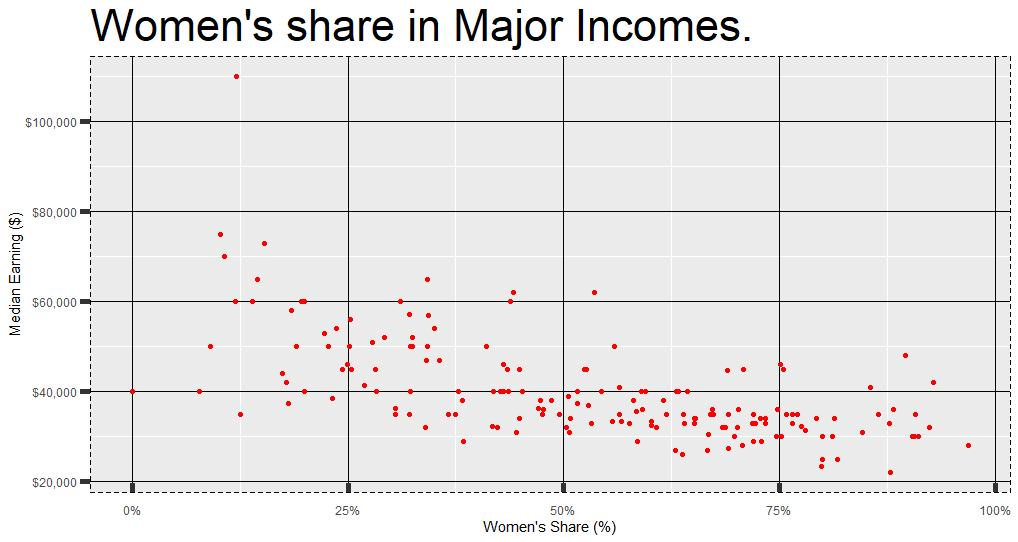 Women's share in Major Incomes.
$100,000
$80,000
$60,000
$40,000
$20,000
Median Earning ($)
0% 25% 50% 75% 100%
Women's Share (%)